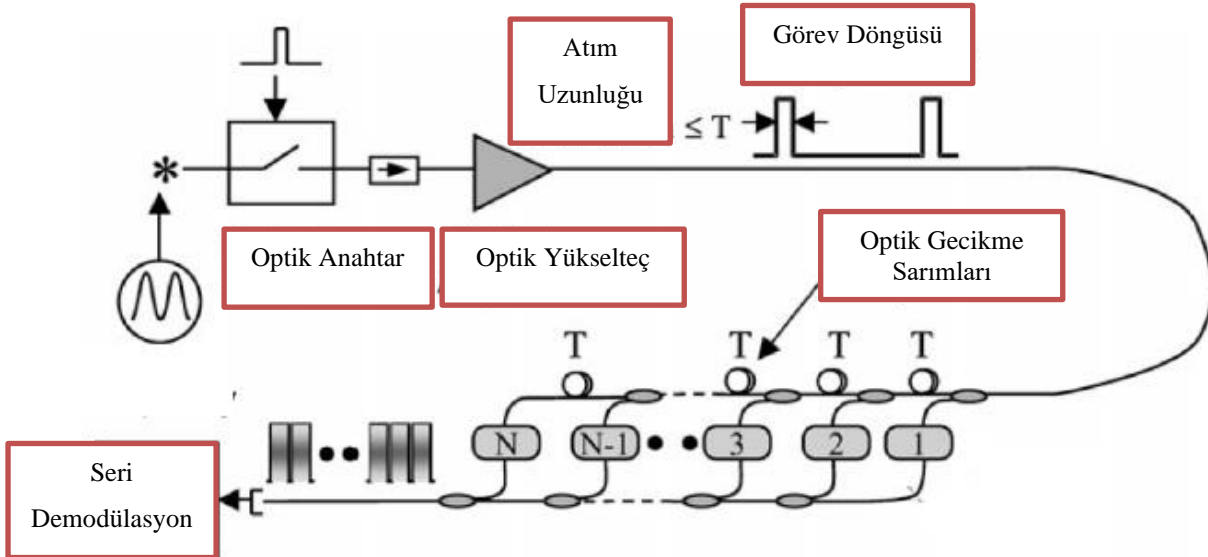 Atım
Uzunluğu
Görev Döngüsü
≤ T
Optik Anahtar
Optik Yükselteç
Optik Gecikme
Sarımları
T T T T
N N-1 3 2 1
Seri
Demodülasyon